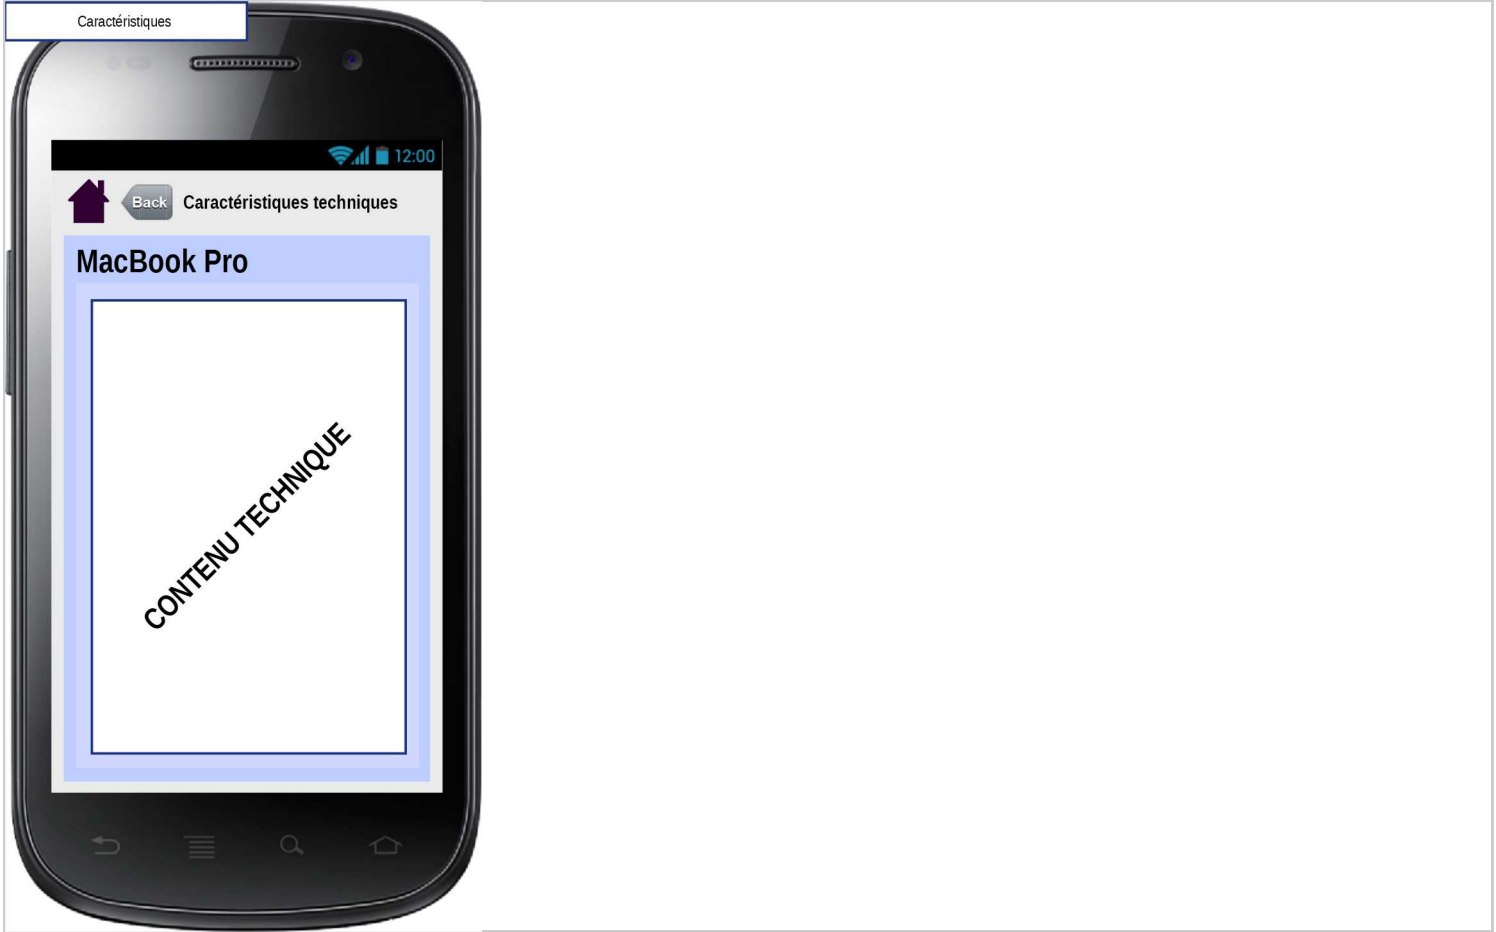 Caractéristiques
12:00
Back
Caractéristiques techniques
MacBook Pro
CONTENU TECHNIQUE